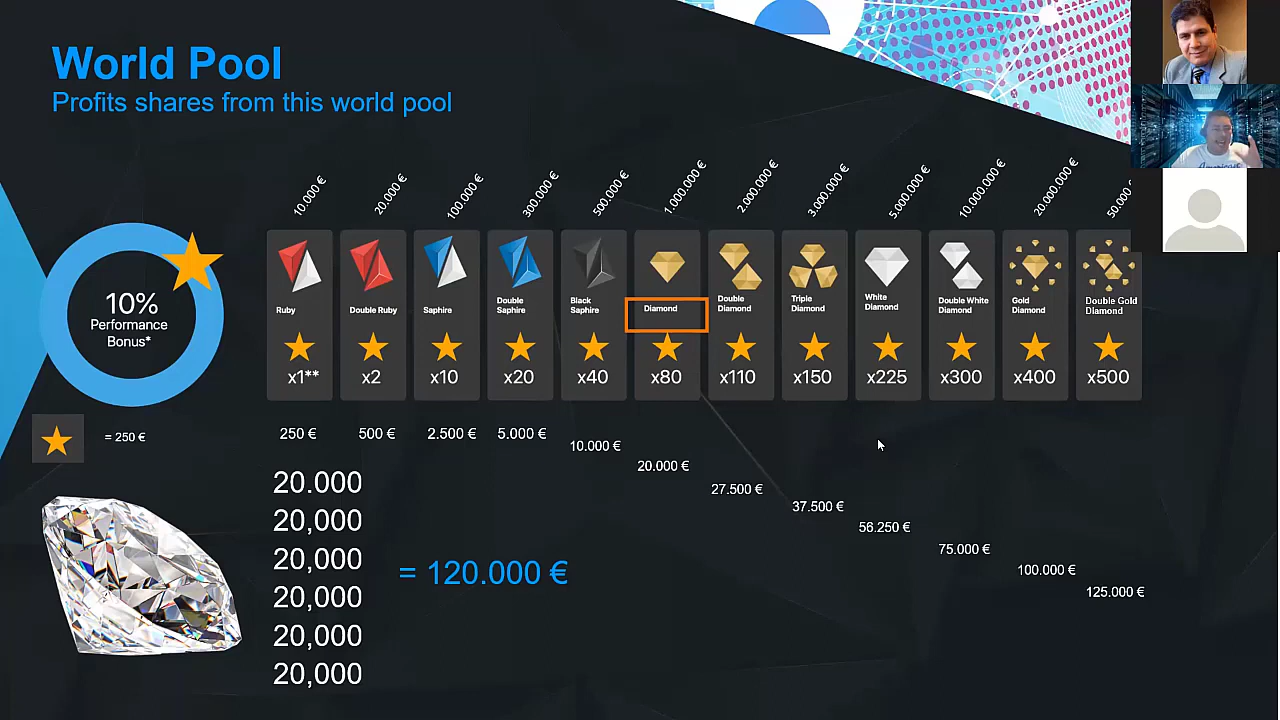 World Pool
Profits shares from this world pool
10.000 €
20.000 €
100.000 €
300.000 €
500.000 €
1.000.000 €
2.000.000 €
3.000.000 €
5.000.000 €
10.000.000 €
20.000.000 €
50.000
10%
Performance
Bonus*
Ruby
Double Ruby
Saphire
Double
Saphire
Black
Saphire
Diamond
Double
Diamond
Triple
Diamond
White
Diamond
Double White
Diamond
Gold
Diamond
Double Gold
Diamond
x1**
x2
x10
x20
x40
x80
x110
x150
x225
x300
x400
x500
= 250 €
250 €
500 €
2.500 €
5.000 €
10.000 €
20.000 €
27.500 €
37.500 €
56.250 €
75.000 €
100.000 €
125.000 €
20.000
20,000
20,000
20,000
20,000
20,000
= 120.000 €